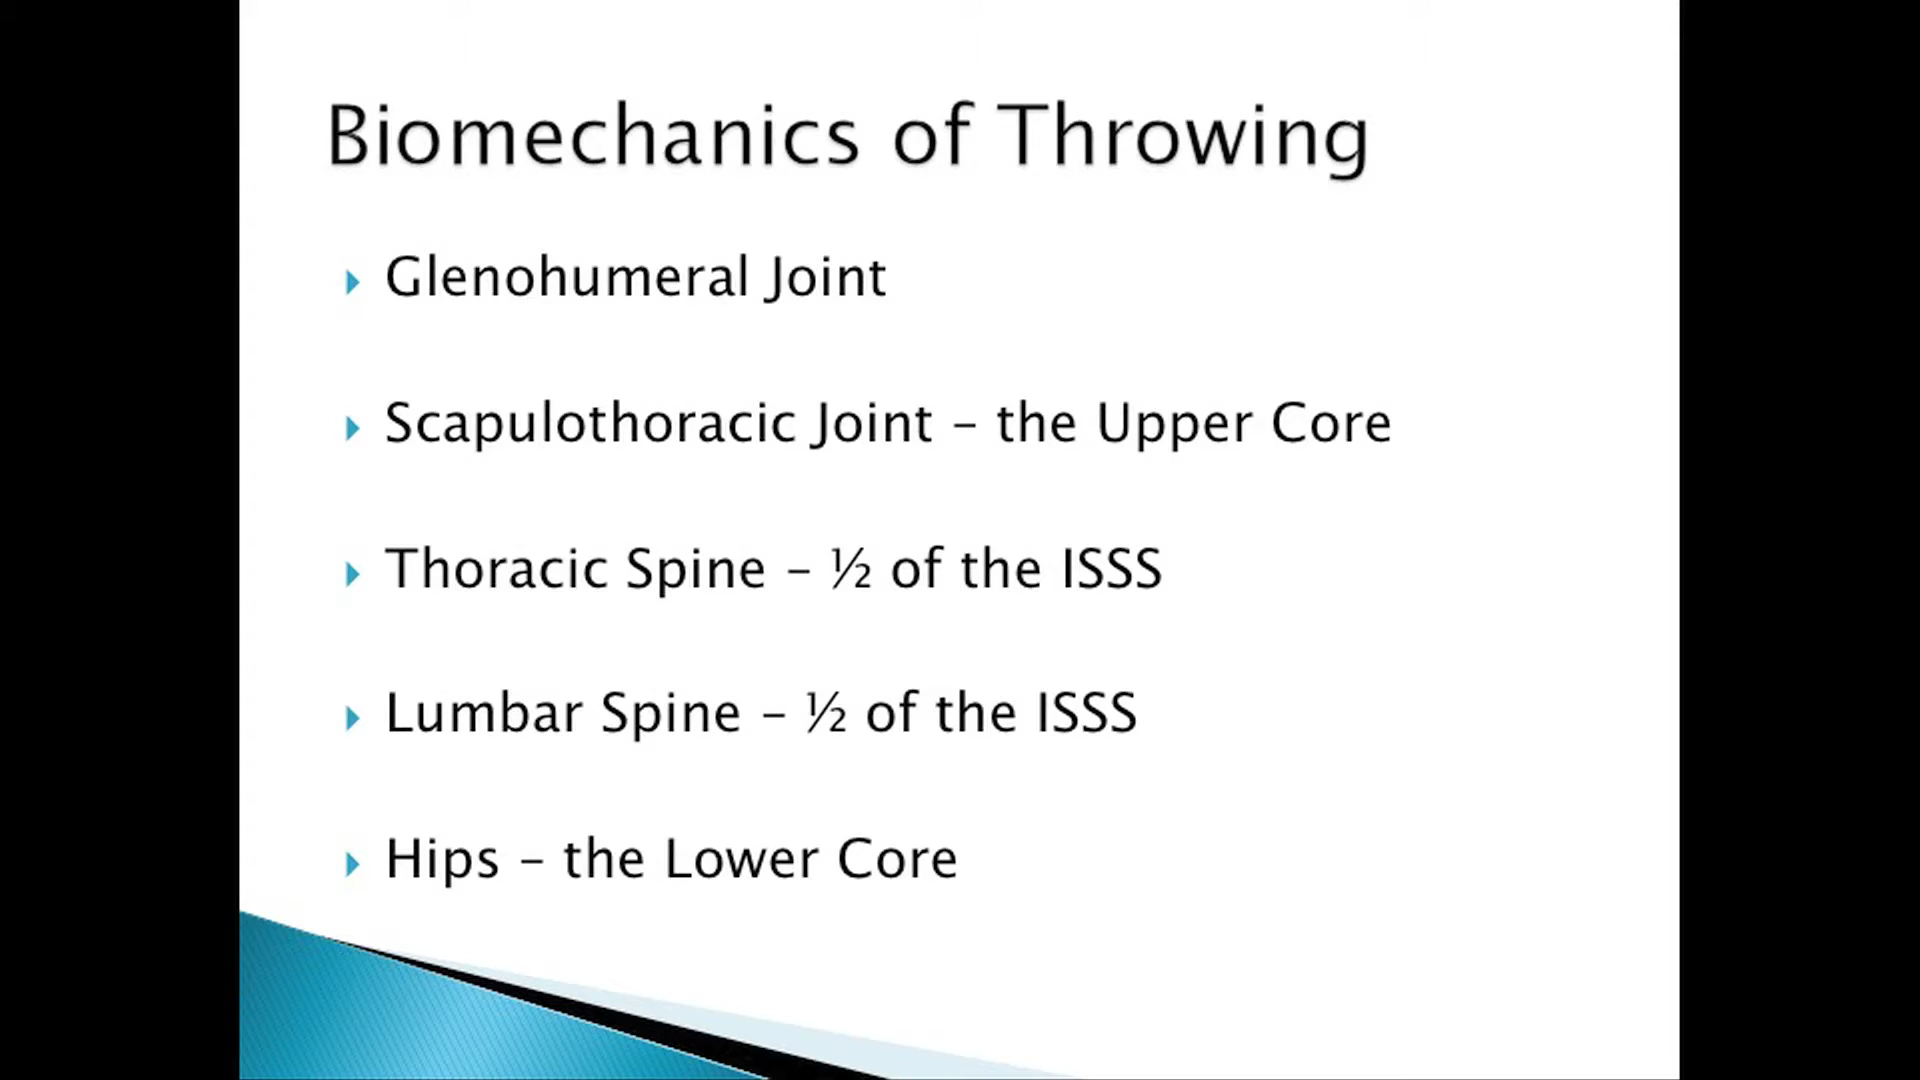 Biomechanics of Throwing
Glenohumeral Joint
Scapulothoracic Joint – the Upper Core
Thoracic Spine – ½ of the ISSS
Lumbar Spine – ½ of the ISSS
Hips – the Lower Core